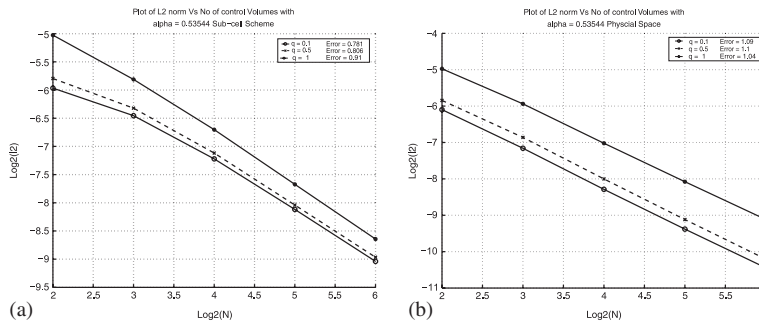 Plot of L2 norm Vs No of control Volumes with
alpha = 0.53544 Sub-cell Scheme
q = 0.1 Error = 0.781
q = 0.5 Error = 0.806
q = 1 Error = 0.91
-5
-5.5
-6
-6.5
-7
-7.5
-8
-8.5
-9
-9.5
Log2(l2)
2 2.5 3 3.5 4 4.5 5 5.5 6
Log2(N)
(a)
Plot of L2 norm Vs No of control Volumes with
alpha = 0.53544 Physcial Space
q = 0.1 Error = 1.09
q = 0.5 Error = 1.1
q = 1 Error = 1.04
-4
-5
-6
-7
-8
-9
-10
-11
Log2(l2)
2 2.5 3 3.5 4 4.5 5 5.5
Log2(N)
(b)